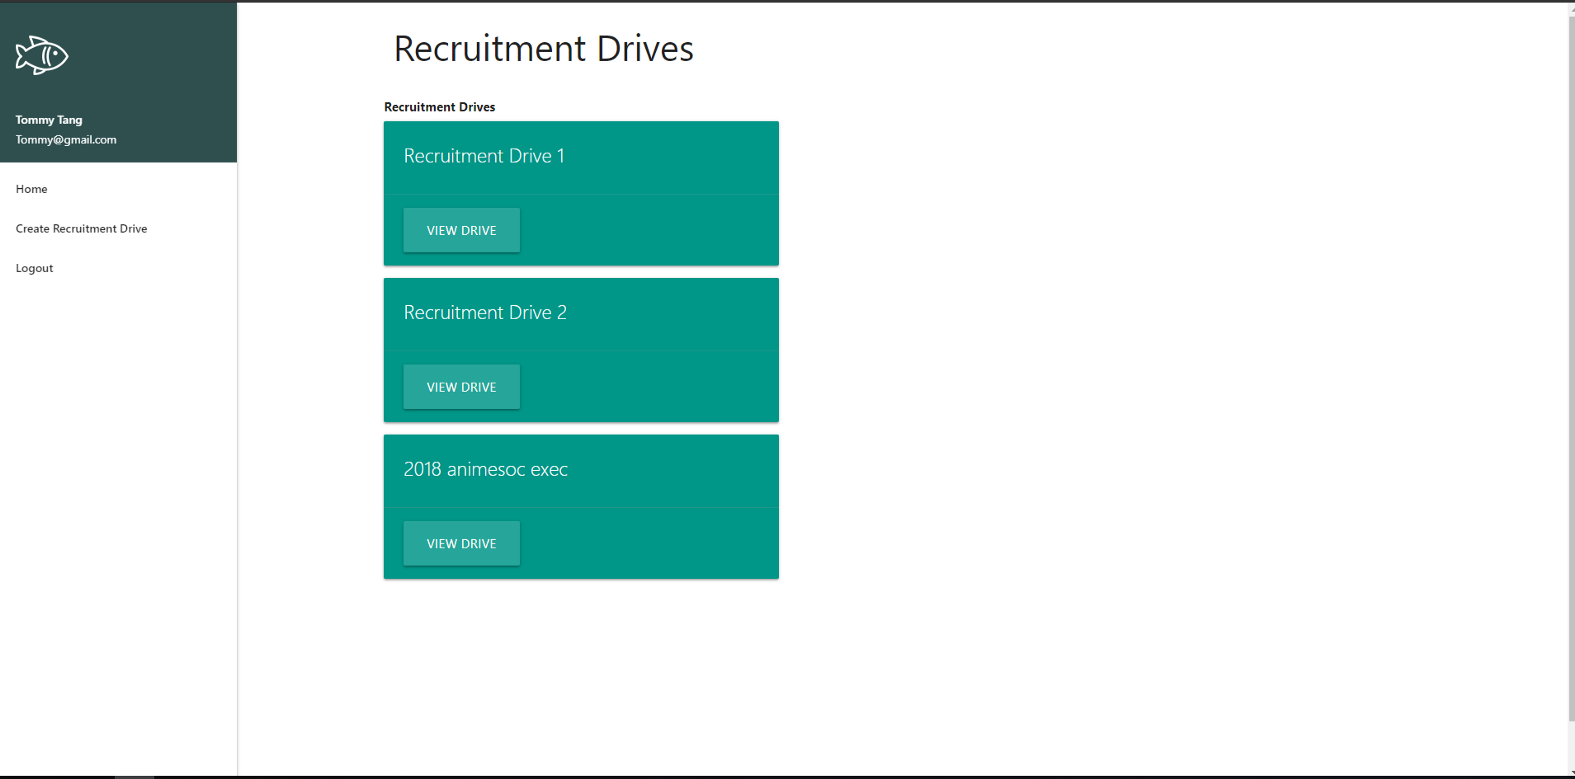 Tommy Tang
Tommy@gmail.com
Home
Create Recruitment Drive
Logout
Recruitment Drives
Recruitment Drives
Recruitment Drive 1
VIEW DRIVE
Recruitment Drive 2
VIEW DRIVE
2018 animesoc exec
VIEW DRIVE